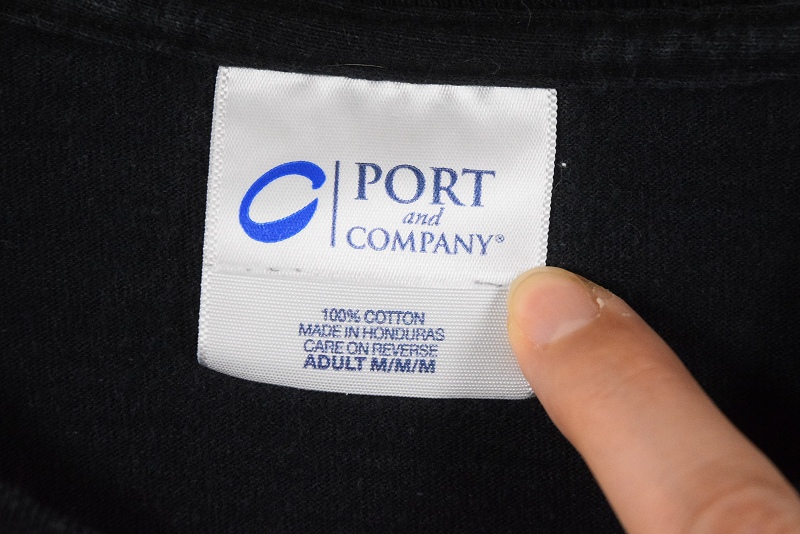 PORT
and
COMPANY®
100% COTTON
MADE IN HONDURAS
CARE ON REVERSE
ADULT M/M/M